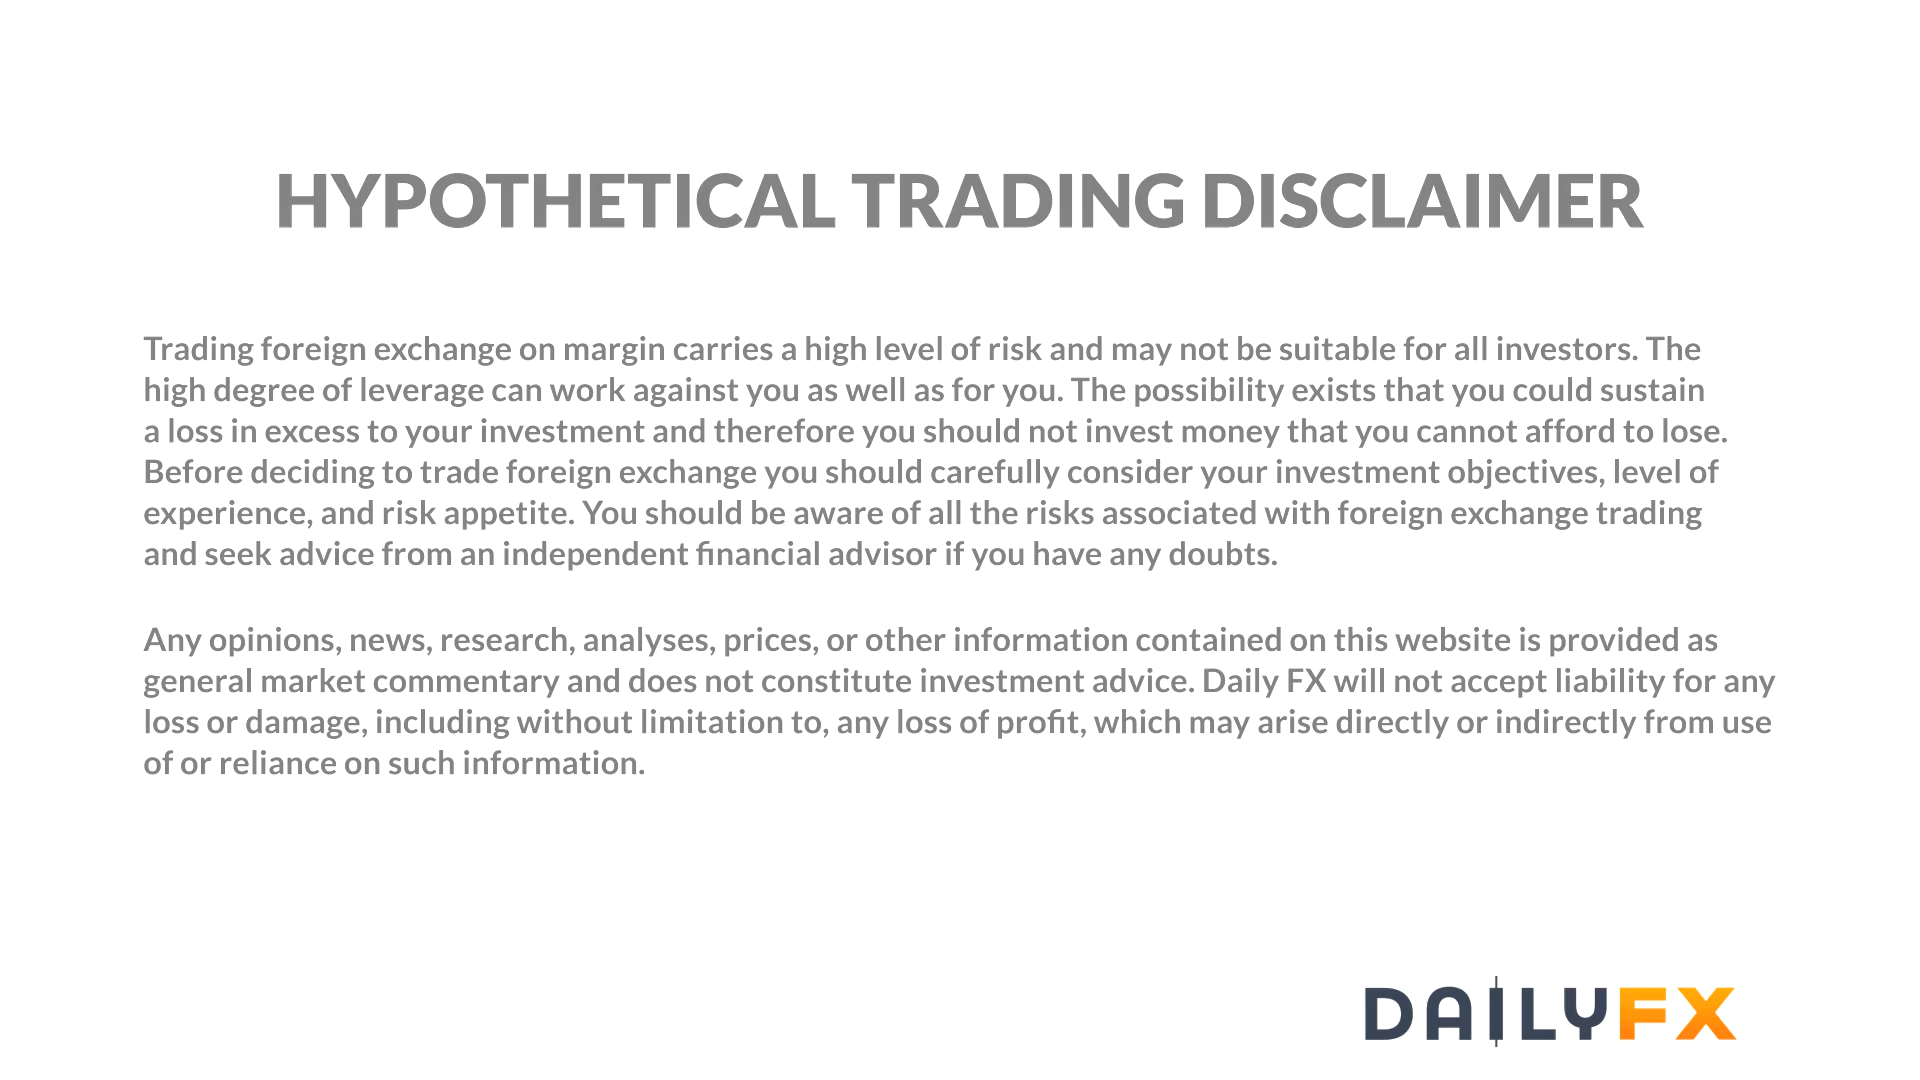 HYPOTHETICAL TRADING DISCLAIMER
Trading foreign exchange on margin carries a high level of risk and may not be suitable for all investors. The
high degree of leverage can work against you as well as for you. The possibility exists that you could sustain
a loss in excess to your investment and therefore you should not invest money that you cannot afford to lose.
Before deciding to trade foreign exchange you should carefully consider your investment objectives, level of
experience, and risk appetite. You should be aware of all the risks associated with foreign exchange trading
and seek advice from an independent financial advisor if you have any doubts.
Any opinions, news, research, analyses, prices, or other information contained on this website is provided as
general market commentary and does not constitute investment advice. Daily FX will not accept liability for any
loss or damage, including without limitation to, any loss of profit, which may arise directly or indirectly from use
of or reliance on such information.
DAILYFX